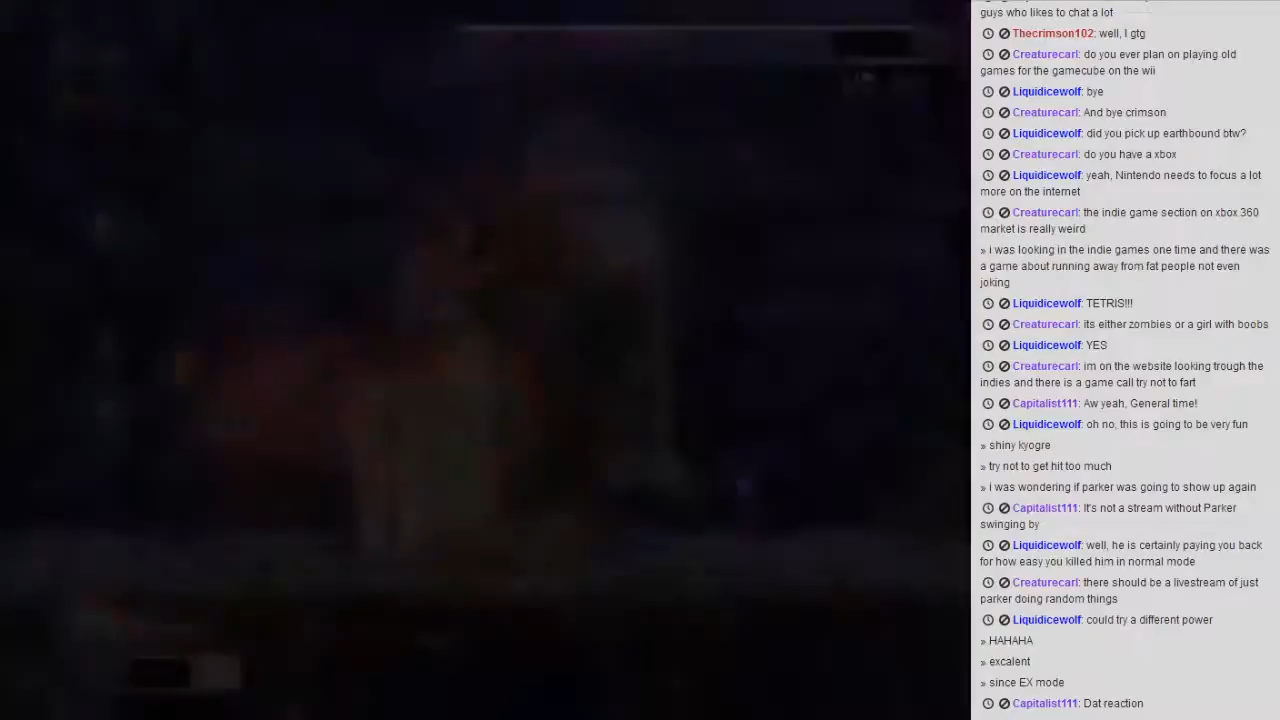 guys who likes to chat a lot
Thecrimson102: well, I gtg
Creaturecarl: do you ever plan on playing old
games for the gamecube on the wii
Liquidicewolf: bye
Creaturecarl: And bye crimson
Liquidicewolf: did you pick up earthbound btw?
Creaturecarl: do you have a xbox
Liquidicewolf: yeah, Nintendo needs to focus a lot
more on the internet
Creaturecarl: the indie game section on xbox 360
market is really weird
» i was looking in the indie games one time and there was
a game about running away from fat people not even
joking
Liquidicewolf: TETRIS!!!
Creaturecarl: its either zombies or a girl with boobs
Liquidicewolf: YES
Creaturecarl: im on the website looking trough the
indies and there is a game call try not to fart
Capitalist111: Aw yeah, General time!
Liquidicewolf: oh no, this is going to be very fun
» shiny kyogre
» try not to get hit too much
» i was wondering if parker was going to show up again
Capitalist111: It's not a stream without Parker
swinging by
Liquidicewolf: well, he is certainly paying you back
for how easy you killed him in normal mode
Creaturecarl: there should be a livestream of just
parker doing random things
Liquidicewolf: could try a different power
» HAHAHA
» excalent
» since EX mode
Capitalist111: Dat reaction